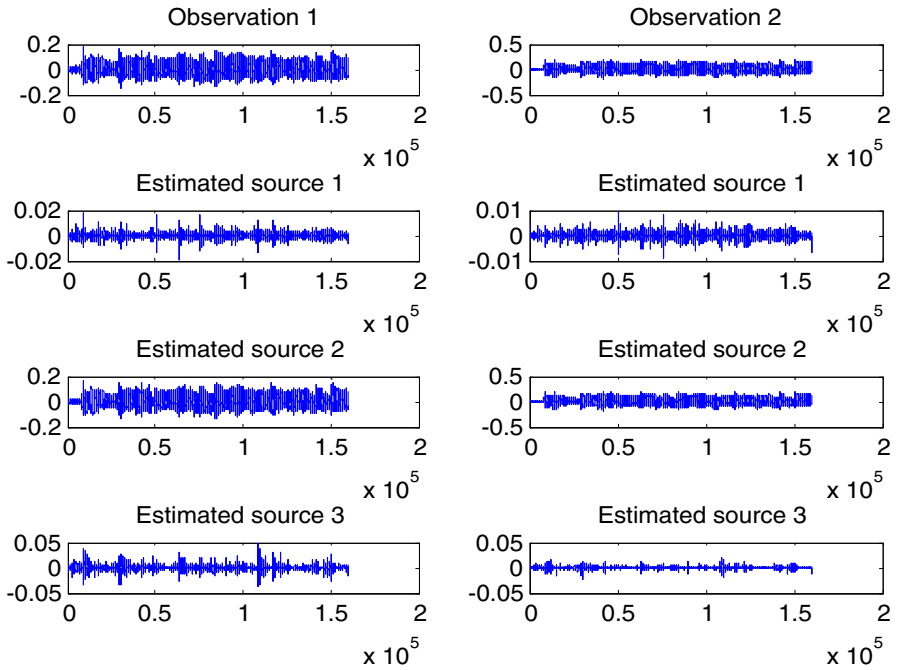 Observation 1
0.2
0
-0.2
0 0.5 1 1.5 2
x 10^5
Observation 2
0.5
0
-0.5
0 0.5 1 1.5 2
x 10^5
Estimated source 1
0.02
0
-0.02
0 0.5 1 1.5 2
x 10^5
Estimated source 1
0.01
0
-0.01
0 0.5 1 1.5 2
x 10^5
Estimated source 2
0.2
0
-0.2
0 0.5 1 1.5 2
x 10^5
Estimated source 2
0.5
0
-0.5
0 0.5 1 1.5 2
x 10^5
Estimated source 3
0.05
0
-0.05
0 0.5 1 1.5 2
x 10^5
Estimated source 3
0.05
0
-0.05
0 0.5 1 1.5 2
x 10^5